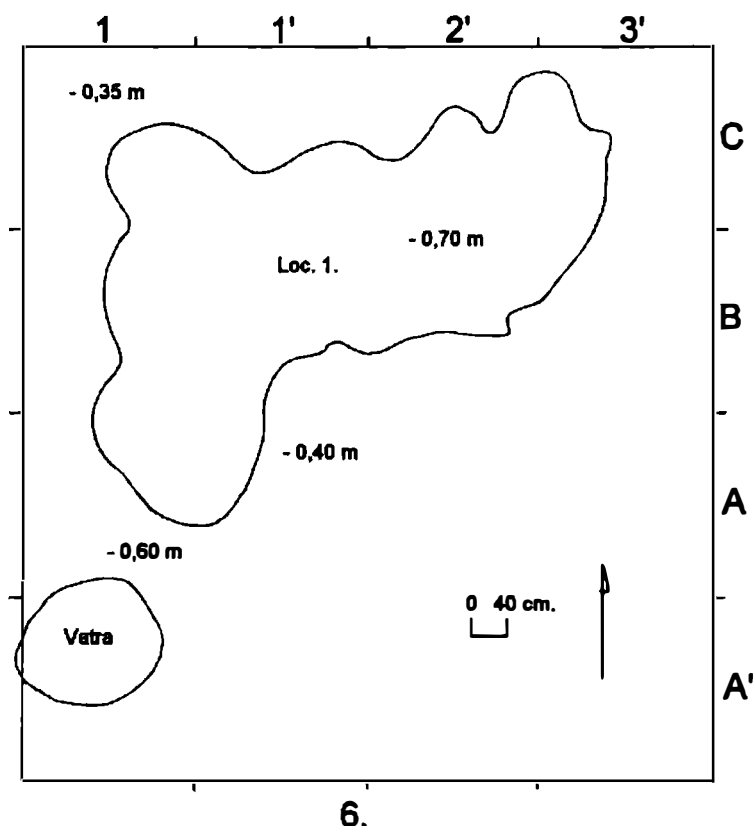 1 1' 2' 3'
- 0,35 m
C
- 0,70 m
Loc. 1.
B
- 0,40 m
A
- 0,60 m
0 40 cm.
Vatra
A'
6.